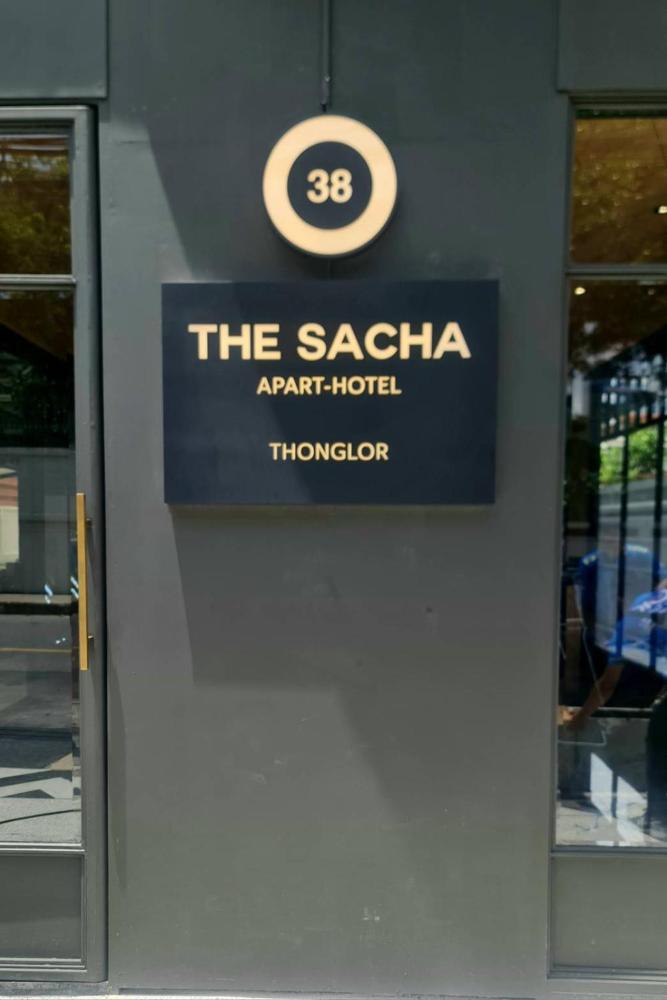 38
THE SACHA
APART-HOTEL
THONGLOR